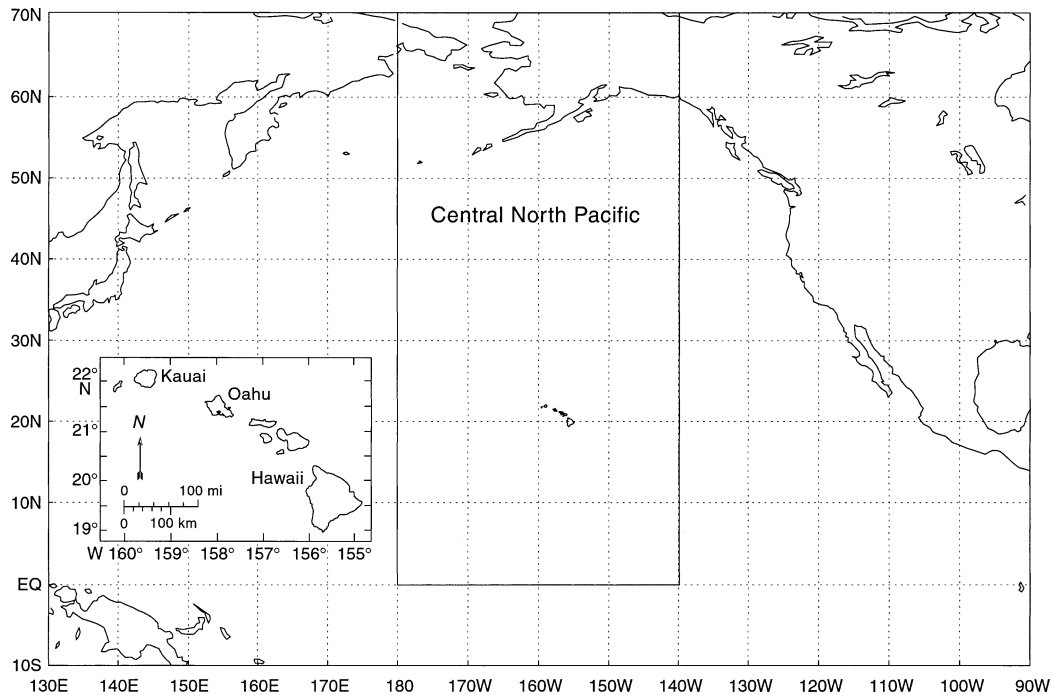 70N
60N
50N
Central North Pacific
40N
30N
22°
N
Kauai
Oahu
N
21°
20N
20°
Hawaii
0 100 mi
0 100 km
19°
10N
W 160° 159° 158° 157° 156° 155°
EQ
10S
130E 140E 150E 160E 170E 180 170W 160W 150W 140W 130W 120W 110W 100W 90W